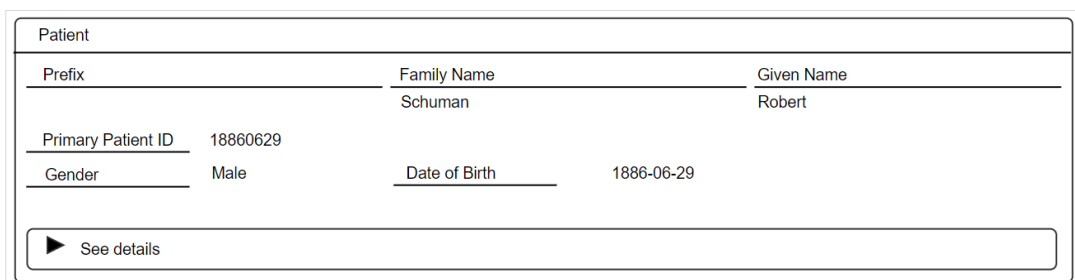 Patient
Prefix Family Name Given Name
Schuman Robert
Primary Patient ID 18860629
Gender Male Date of Birth 1886-06-29
See details